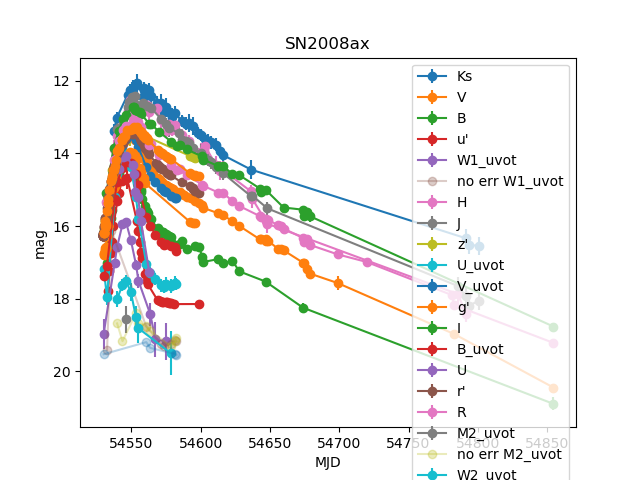 SN2008ax
12
14
16
18
20
mag
54550
54600
54650
54700
54750
54800
54850
MJD
Ks
V
B
u'
W1_uvot
no err W1_uvot
H
J
z'
U_uvot
V_uvot
g'
I
B_uvot
U
r'
R
M2_uvot
no err M2_uvot
W2_uvot